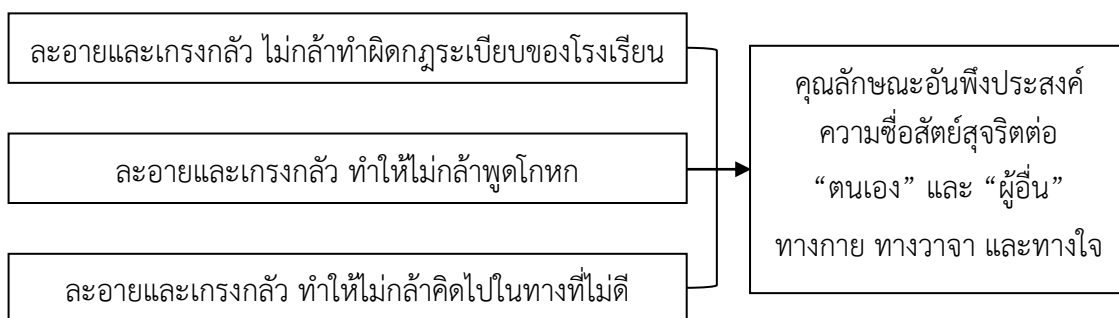 ละอายและเกรงกลัว ไม่กล้าทำผิดกฎระเบียบของโรงเรียน
ละอายและเกรงกลัว ทำให้ไม่กล้าพูดโกหก
ละอายและเกรงกลัว ทำให้ไม่กล้าคิดไปในทางที่ไม่ดี
คุณลักษณะอันพึงประสงค์
ความซื่อสัตย์สุจริตต่อ
“ตนเอง” และ “ผู้อื่น”
ทางกาย ทางวาจา และทางใจ